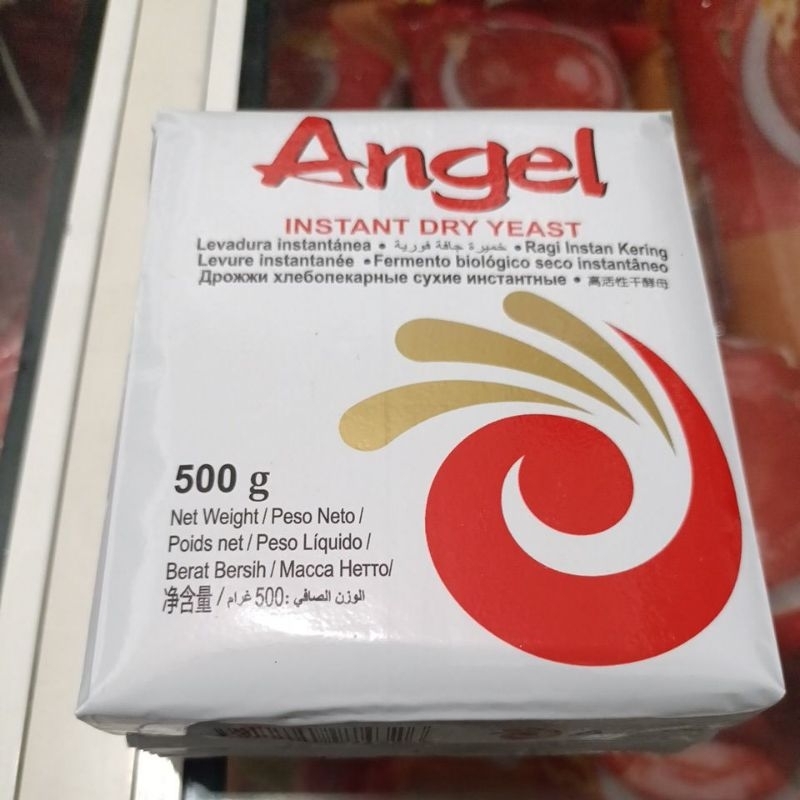 Angel
INSTANT DRY YEAST
Levadura instantánea • خميرة جافة فورية • Ragi Instan Kering
Levure instantanée • Fermento biológico seco instantâneo
Дрожжи хлебопекарные сухие инстантные • 高活性干酵母
500 g
Net Weight / Peso Neto /
Poids net / Peso Líquido /
Berat Bersih / Масса Нетто/
净含量 / الوزن الصافي: 500 غرام